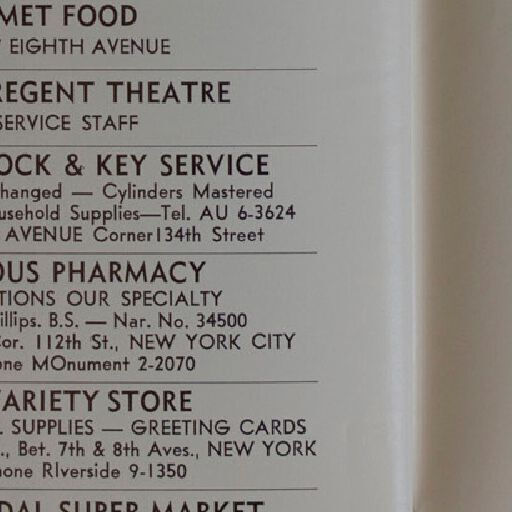 MET FOOD
EIGHTH AVENUE
REGENT THEATRE
SERVICE STAFF
OCK & KEY SERVICE
hanged — Cylinders Mastered
usehold Supplies—Tel. AU 6-3624
AVENUE Corner 134th Street
OUS PHARMACY
TIONS OUR SPECIALTY
illips. B.S. — Nar. No. 34500
Cor. 112th St., NEW YORK CITY
one MOnument 2-2070
VARIETY STORE
L SUPPLIES — GREETING CARDS
., Bet. 7th & 8th Aves., NEW YORK
hone RIverside 9-1350
DAL SUPER MARKET